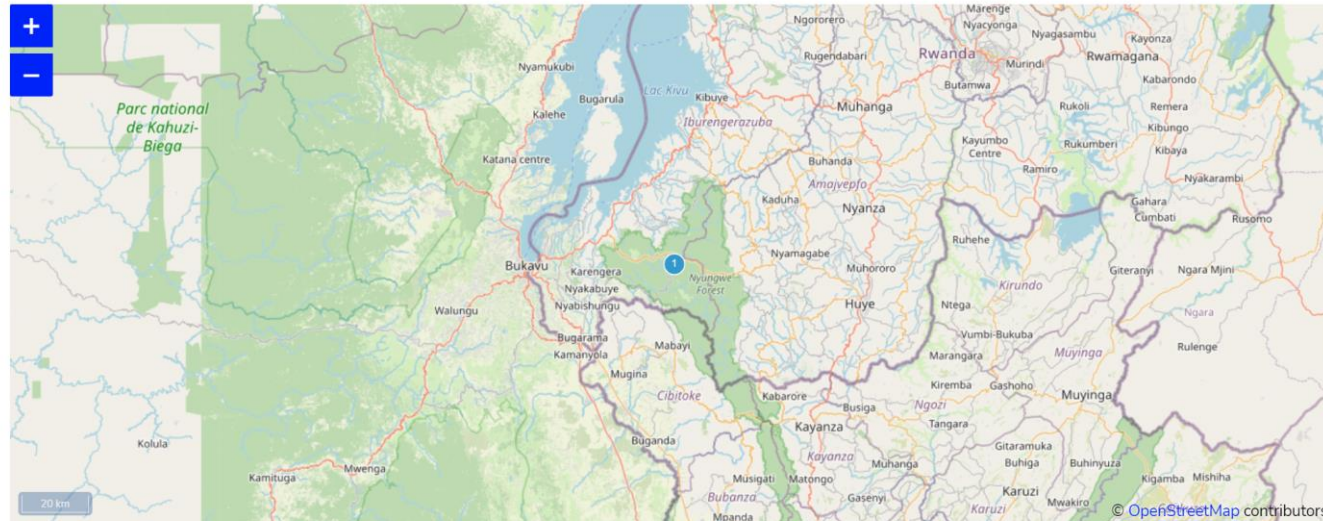 +
−
Parc national
de Kahuzi-
Biega
Nyamukubi
Kalehe
Bugarula
Katana centre
Lac Kivu
Kibuye
Iburengerazuba
Ngororero
Rugendabari
Muhanga
Marenge
Nyacyonga
Nyagasambu
Rwanda
Murindi
Butamwa
Kayonza
Rwamagana
Kabarondo
Rukoli
Remera
Kibungo
Rukumberi
Kibaya
Kayumbo
Centre
Ramiro
Nyakarambi
Buhanda
Amajyepfo
Kaduha
Nyanza
Gahara
Cumbati
Rusomo
Ruhehe
Bukavu
Karengera
Nyakabuye
Nyabishungu
1
Nyungwe
Forest
Nyamagabe
Muhororo
Huye
Giteranyi
Ngara Mjini
Kirundo
Ntega
Ngara
Walungu
Bugarama
Kamanyola
Mabayi
Mugina
Cibitoke
Vumbi-Bukuba
Marangara
Muyinga
Rulenge
Kiremba
Gashoho
Muyinga
Kabarore
Busiga
Ngozi
Tangara
Kayanza
Kolula
Buganda
Kamituga
Mwenga
Musigati
Bubanza
Mpanda
Kayanza
Matongo
Muhanga
Gasenyi
Gitaramuka
Buhiga
Buhinyuza
Karuzi
Karuzi
Mwakiro
Kigamba
Mishiha
20 km
© OpenStreetMap contributors